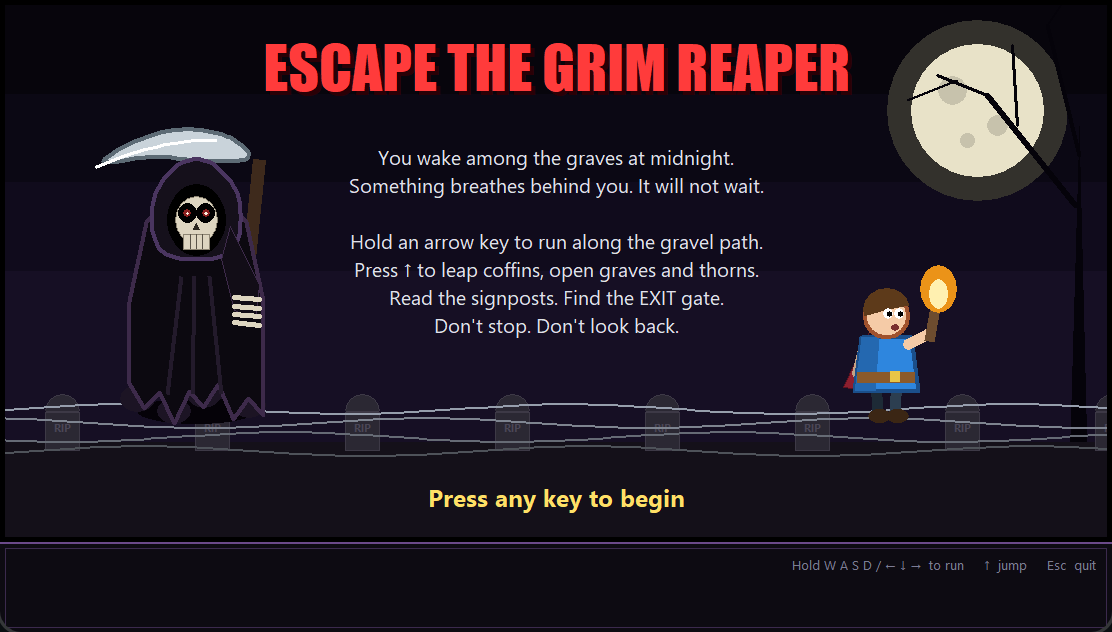 ESCAPE THE GRIM REAPER
You wake among the graves at midnight.
Something breathes behind you. It will not wait.
Hold an arrow key to run along the gravel path.
Press ↑ to leap coffins, open graves and thorns.
Read the signposts. Find the EXIT gate.
Don't stop. Don't look back.
RIP RIP RIP RIP RIP RIP RIP
Press any key to begin
Hold W A S D / ← ↓ → to run ↑ jump Esc quit